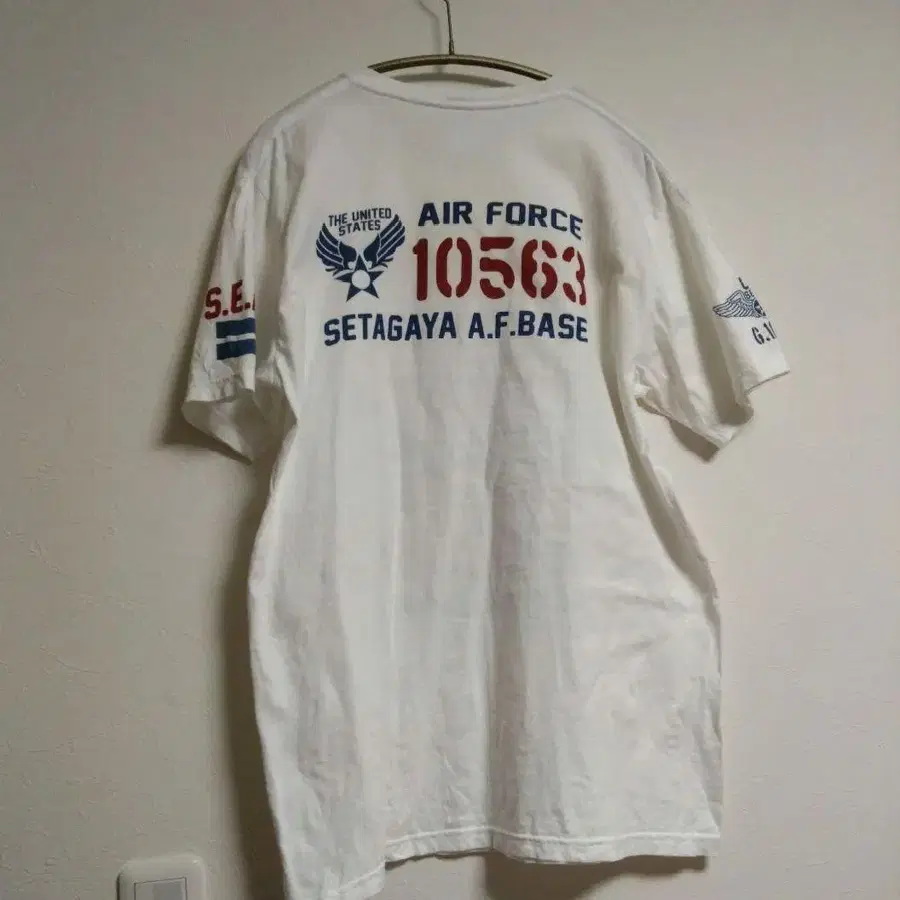 THE UNITED
STATES
AIR FORCE
10563
SETAGAYA A.F.BASE
S.E.